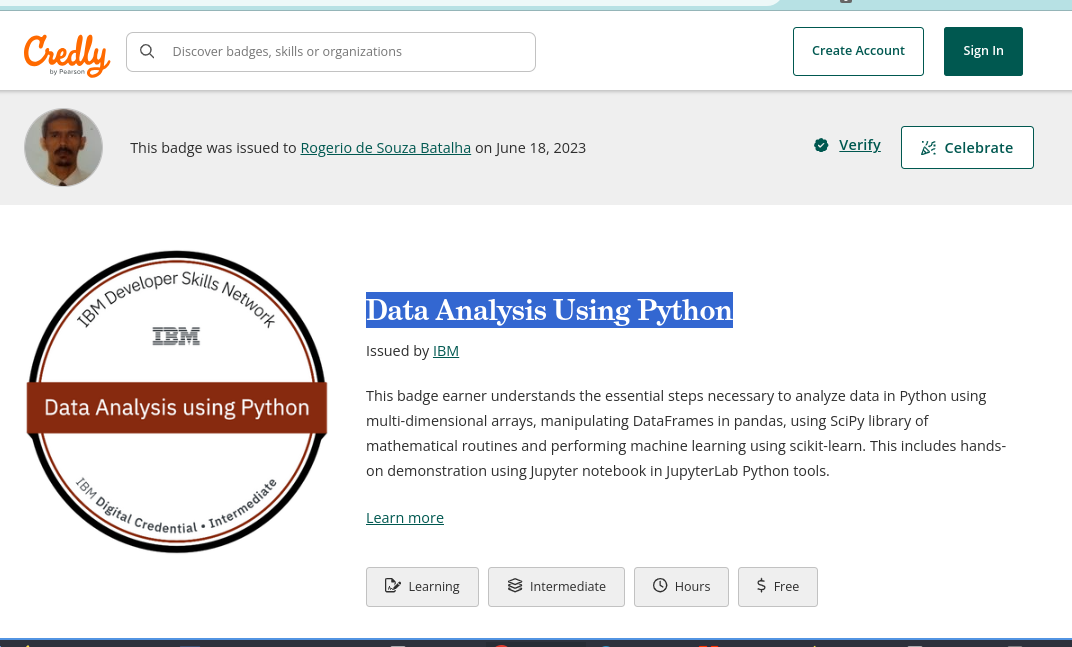 Credly
by Pearson
Discover badges, skills or organizations
Create Account
Sign In
This badge was issued to Rogerio de Souza Batalha on June 18, 2023
Verify
Celebrate
IBM Developer Skills Network
IBM
Data Analysis using Python
IBM Digital Credential • Intermediate
Data Analysis Using Python
Issued by IBM
This badge earner understands the essential steps necessary to analyze data in Python using
multi-dimensional arrays, manipulating DataFrames in pandas, using SciPy library of
mathematical routines and performing machine learning using scikit-learn. This includes hands-
on demonstration using Jupyter notebook in JupyterLab Python tools.
Learn more
Learning
Intermediate
Hours
$ Free